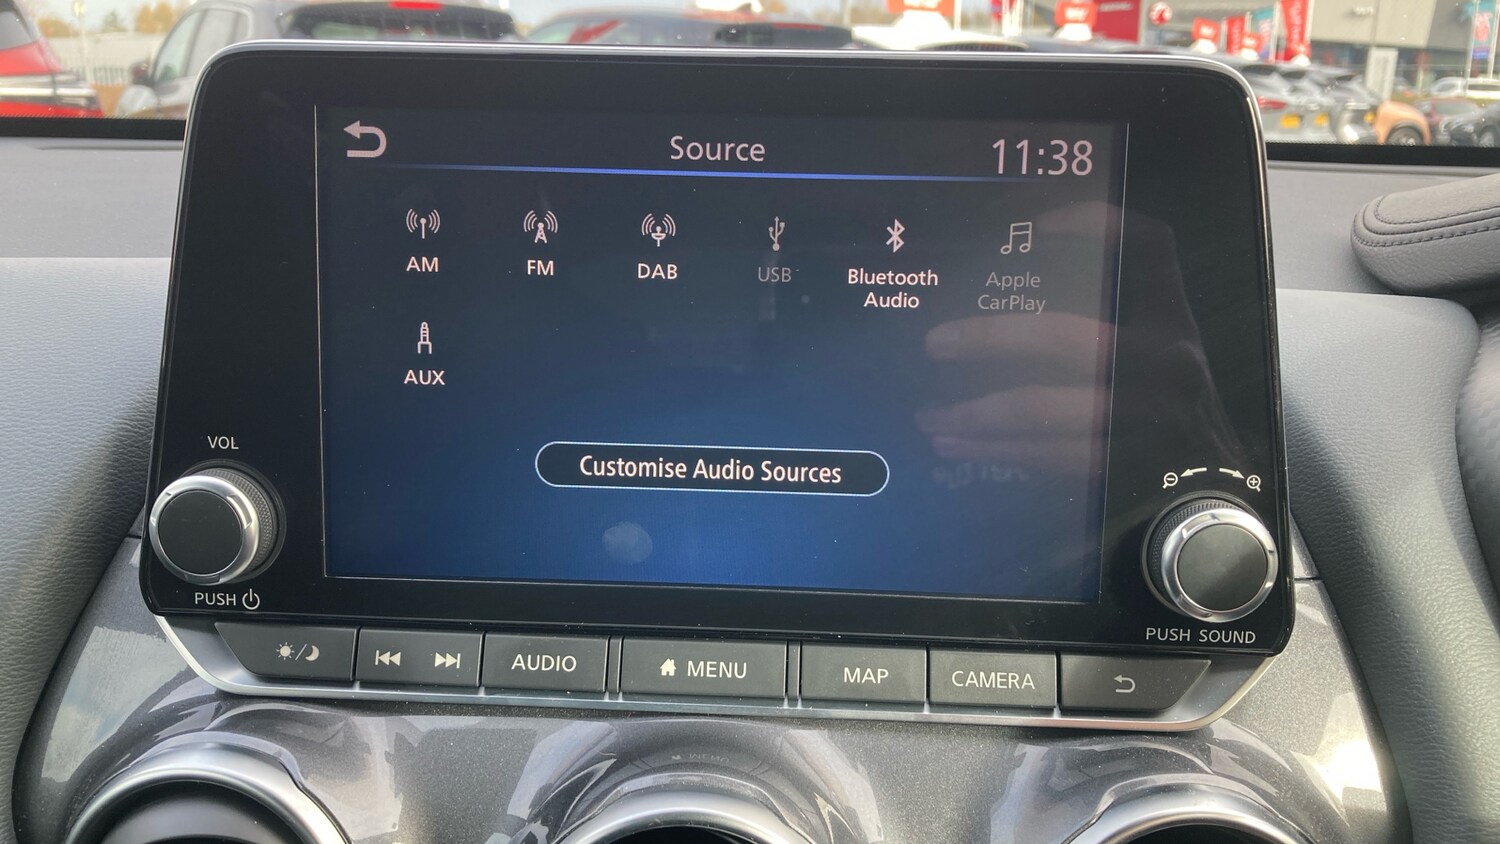 Source
11:38
AM
FM
DAB
USB
Bluetooth
Audio
Apple
CarPlay
AUX
Customise Audio Sources
VOL
PUSH
PUSH SOUND
AUDIO
MENU
MAP
CAMERA